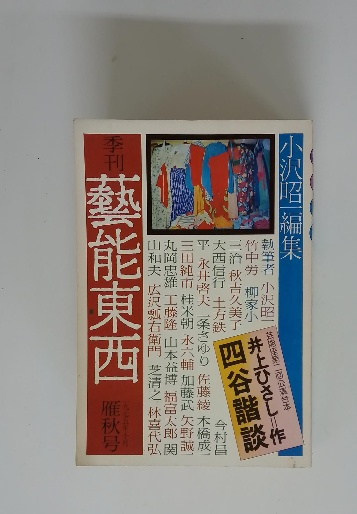 小沢昭一編集
季刊
藝能東西
雁秋号
執筆者 小沢昭一
竹中労 柳家小
三治 秋吉久美子
大西信行 土方鉄
平 永井啓夫 一条さゆり 佐藤綾 今村昌
三田純市 桂米朝 永六輔 加藤武 矢野誠一 本橋成一
丸岡忠雄 工藤隆 山本益博 福富太郎 関
山和夫 広沢瓢右衛門 芝清之 林喜代弘
井上ひさし=作
四谷諧談